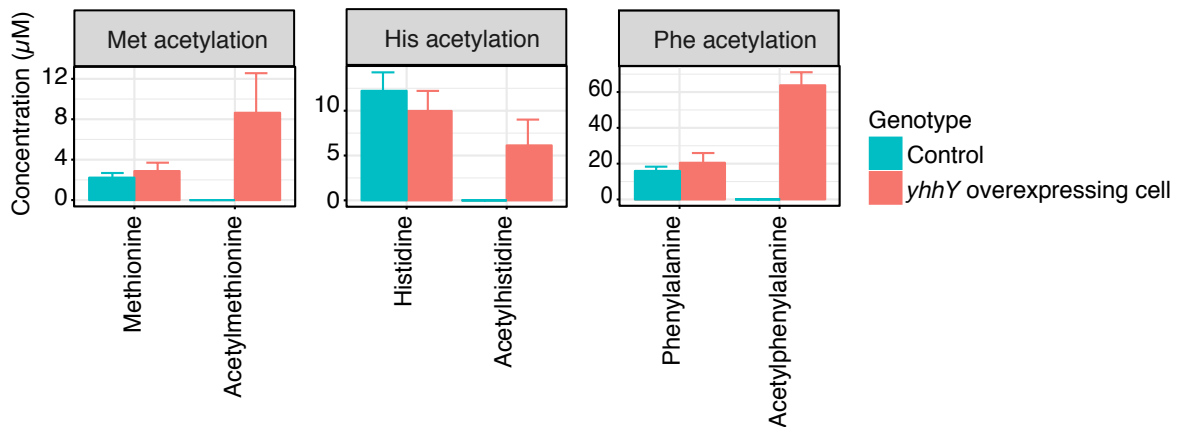 Concentration (µM)
Met acetylation
12
8
4
0
Methionine
Acetylmethionine
His acetylation
10
5
0
Histidine
Acetylhistidine
Phe acetylation
60
40
20
0
Phenylalanine
Acetylphenylalanine
Genotype
Control
yhhY overexpressing cell